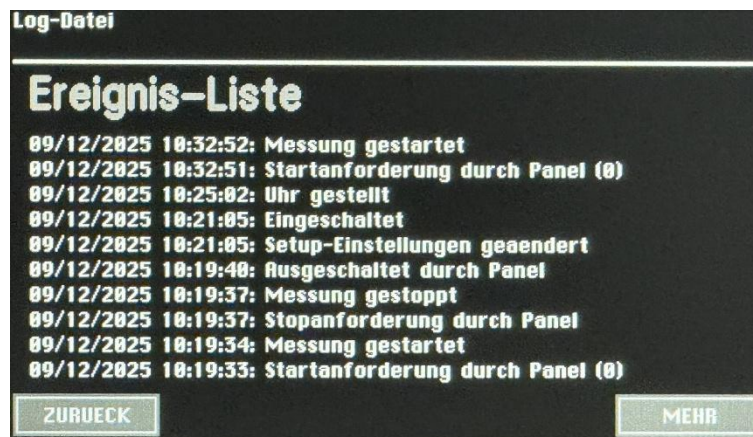 Log-Datei
Ereignis-Liste
09/12/2025 10:32:52: Messung gestartet
09/12/2025 10:32:51: Startanforderung durch Panel (0)
09/12/2025 10:25:02: Uhr gestellt
09/12/2025 10:21:05: Eingeschaltet
09/12/2025 10:21:05: Setup-Einstellungen geaendert
09/12/2025 10:19:40: Ausgeschaltet durch Panel
09/12/2025 10:19:37: Messung gestoppt
09/12/2025 10:19:37: Stopanforderung durch Panel
09/12/2025 10:19:34: Messung gestartet
09/12/2025 10:19:33: Startanforderung durch Panel (0)
ZURUECK MEHR